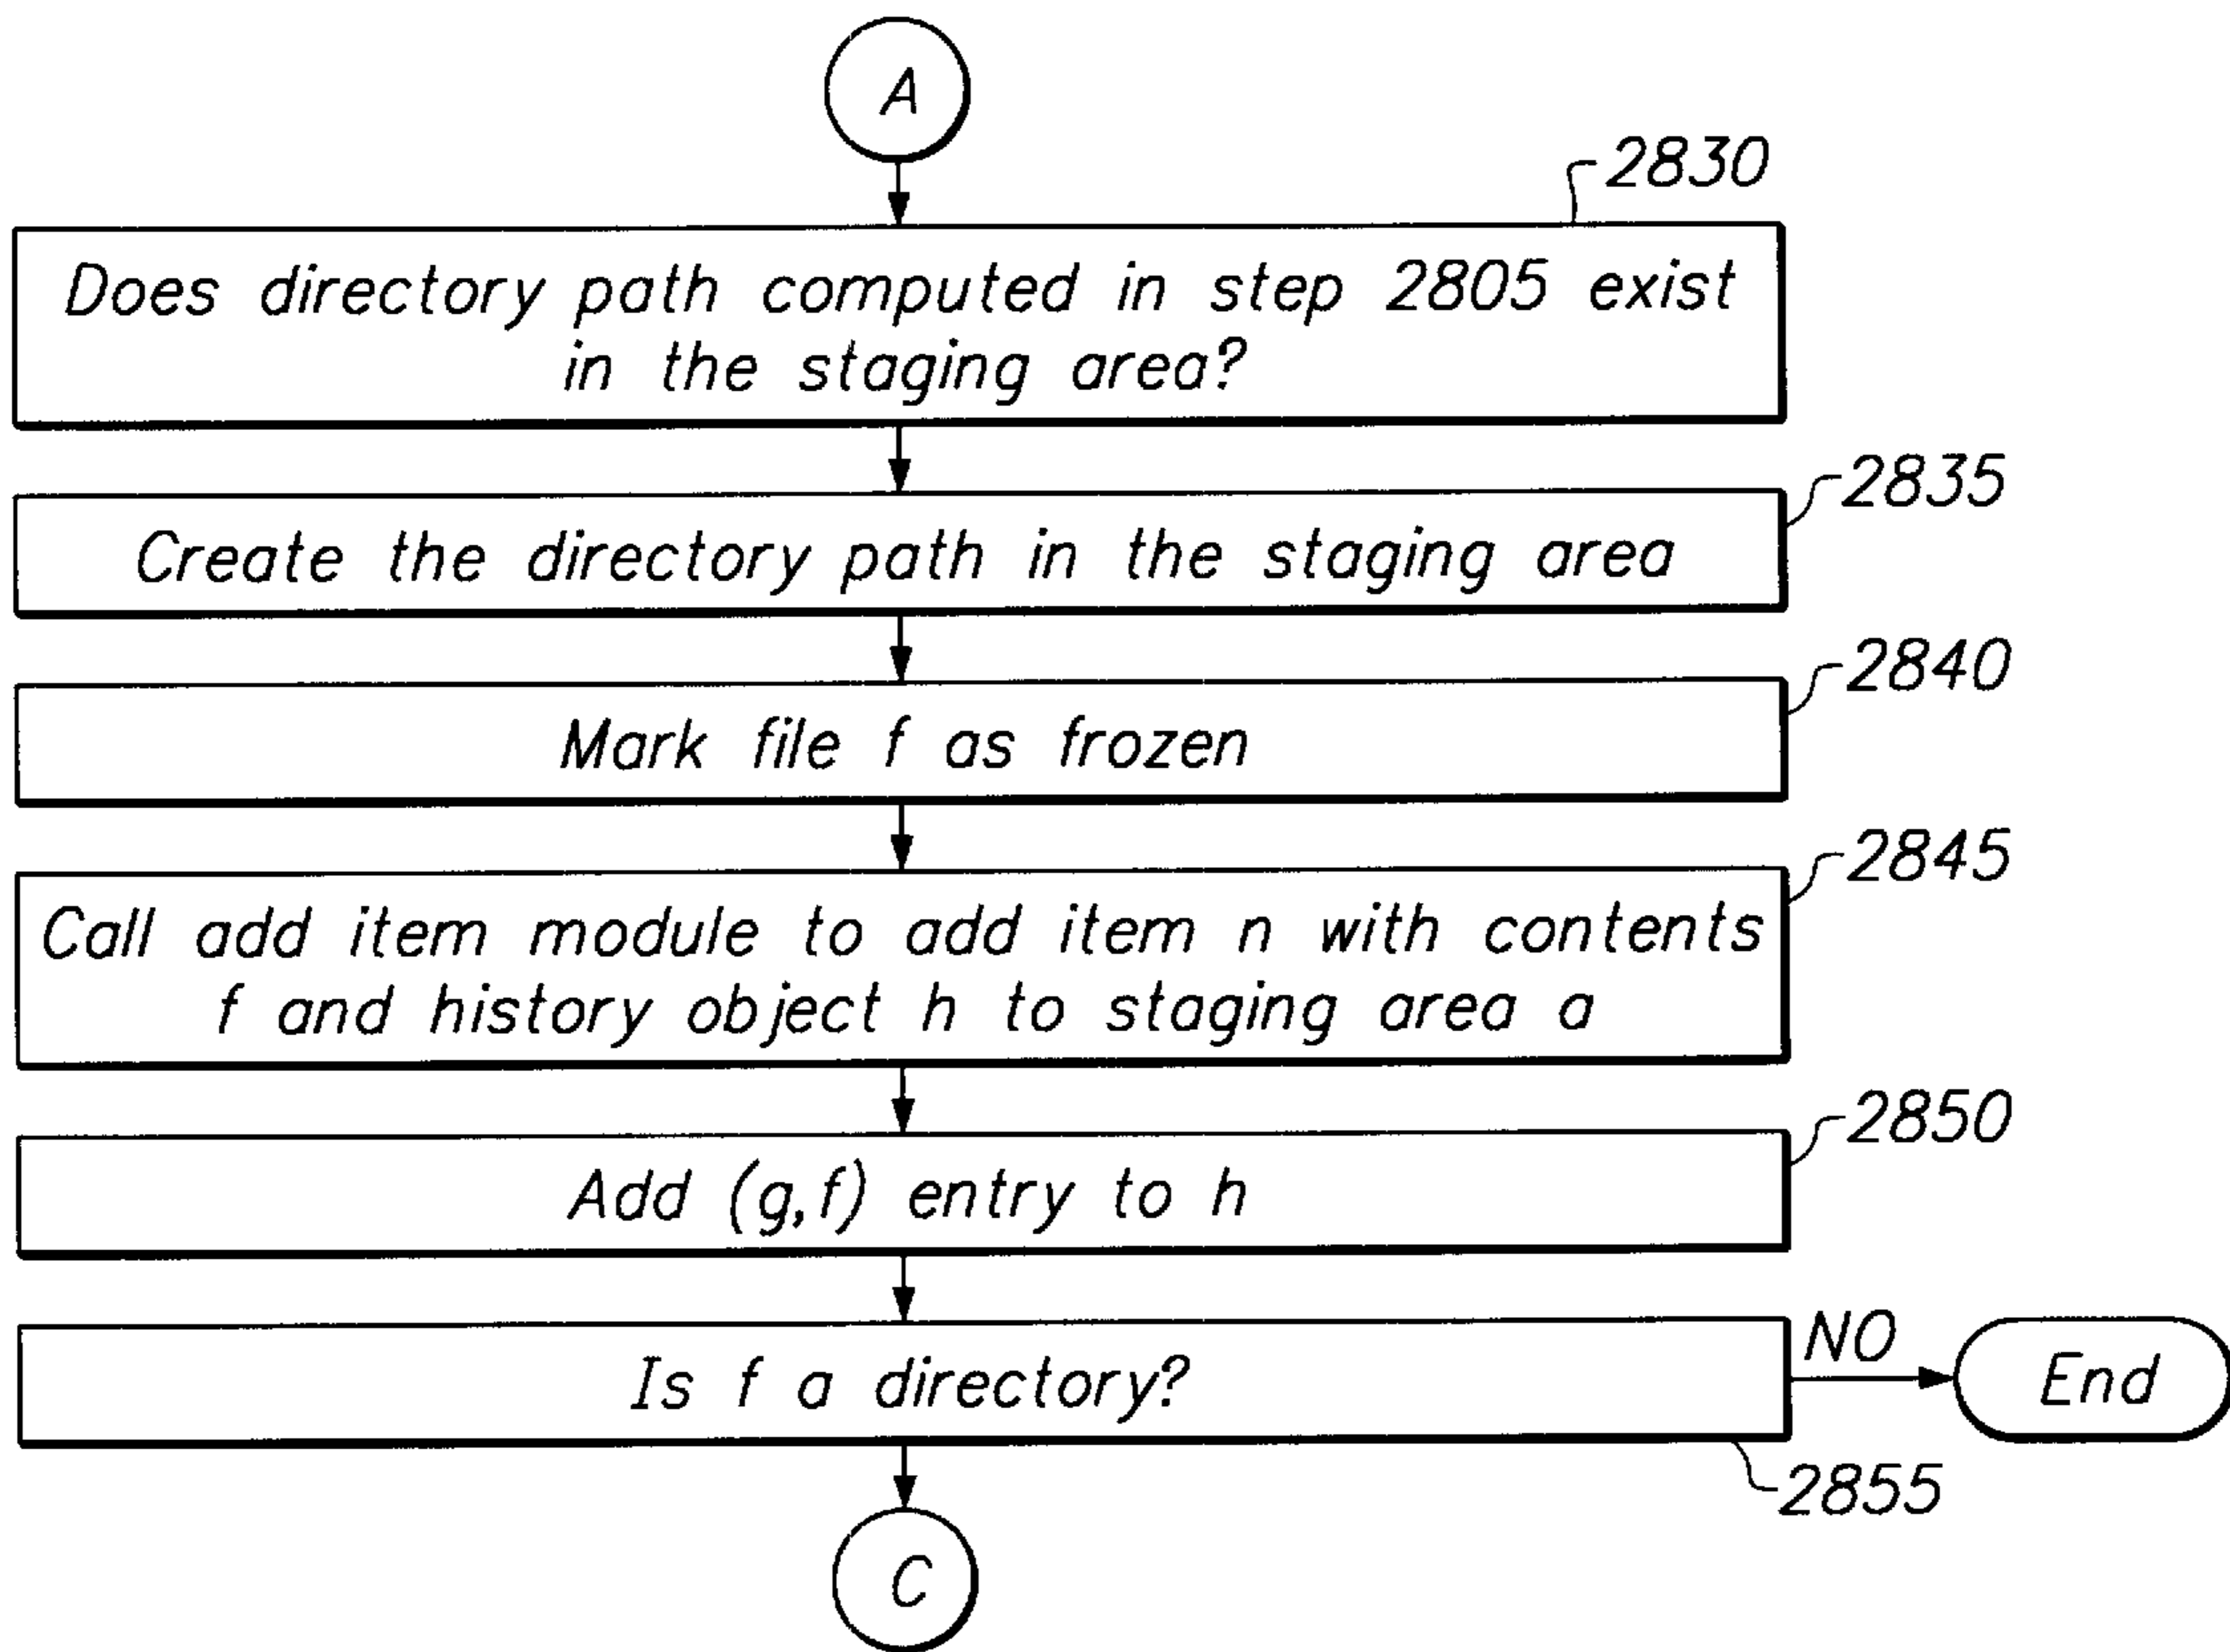 A
2830
Does directory path computed in step 2805 exist
in the staging area?
2835
Create the directory path in the staging area
2840
Mark file f as frozen
2845
Call add item module to add item n with contents
f and history object h to staging area a
2850
Add (g,f) entry to h
Is f a directory?
NO
End
2855
C